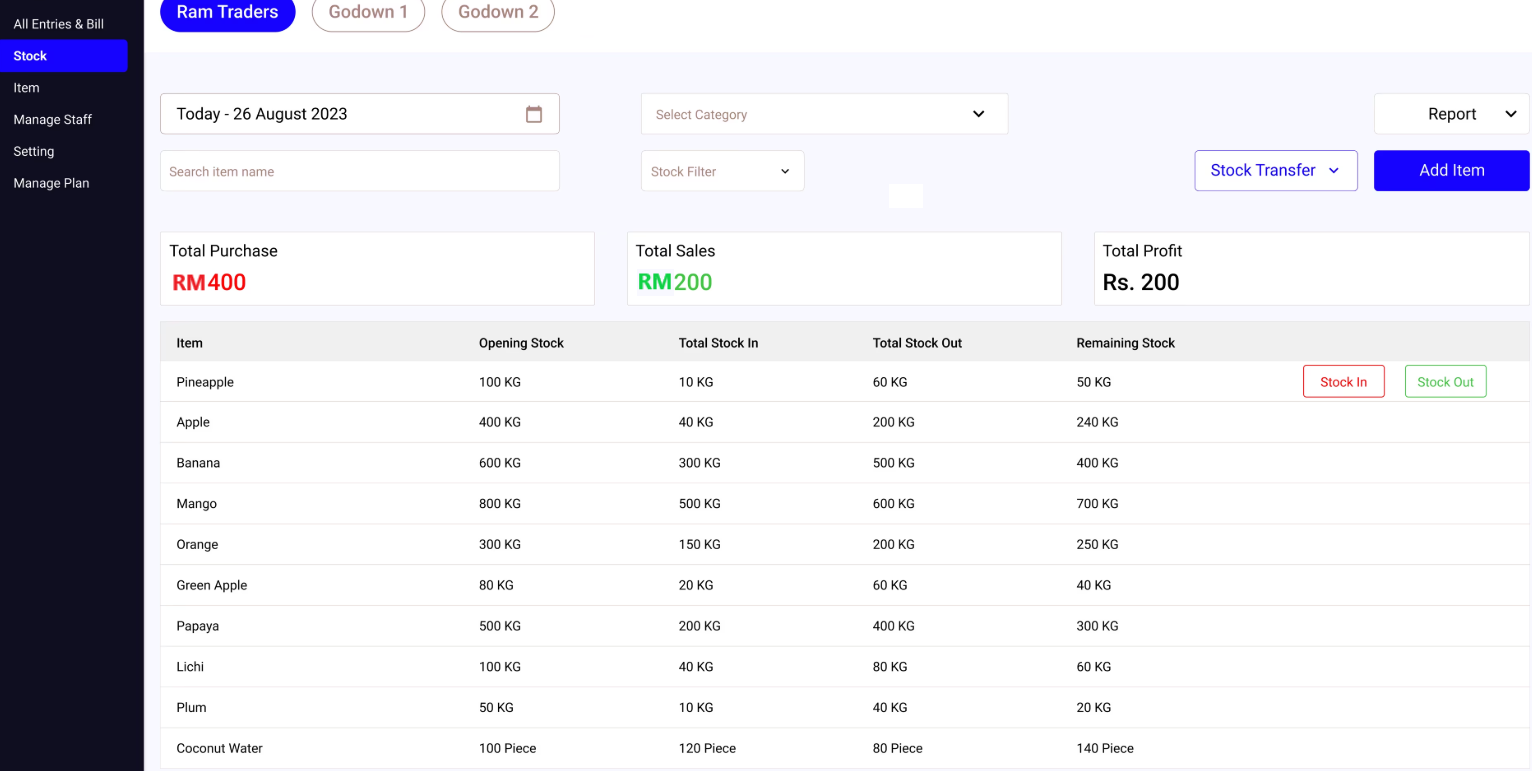 All Entries & Bill
Stock
Item
Manage Staff
Setting
Manage Plan
Ram Traders Godown 1 Godown 2
Today - 26 August 2023 Select Category Report
Search item name Stock Filter Stock Transfer Add Item
Total Purchase Total Sales Total Profit
RM400 RM200 Rs. 200
Item Opening Stock Total Stock In Total Stock Out Remaining Stock
Pineapple 100 KG 10 KG 60 KG 50 KG Stock In Stock Out
Apple 400 KG 40 KG 200 KG 240 KG
Banana 600 KG 300 KG 500 KG 400 KG
Mango 800 KG 500 KG 600 KG 700 KG
Orange 300 KG 150 KG 200 KG 250 KG
Green Apple 80 KG 20 KG 60 KG 40 KG
Papaya 500 KG 200 KG 400 KG 300 KG
Lichi 100 KG 40 KG 80 KG 60 KG
Plum 50 KG 10 KG 40 KG 20 KG
Coconut Water 100 Piece 120 Piece 80 Piece 140 Piece